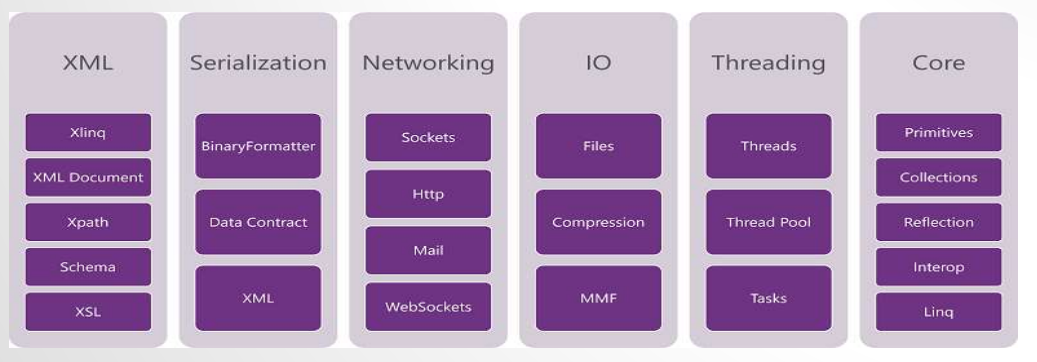 XML
Xlinq
XML Document
Xpath
Schema
XSL
Serialization
BinaryFormatter
Data Contract
XML
Networking
Sockets
Http
Mail
WebSockets
IO
Files
Compression
MMF
Threading
Threads
Thread Pool
Tasks
Core
Primitives
Collections
Reflection
Interop
Linq